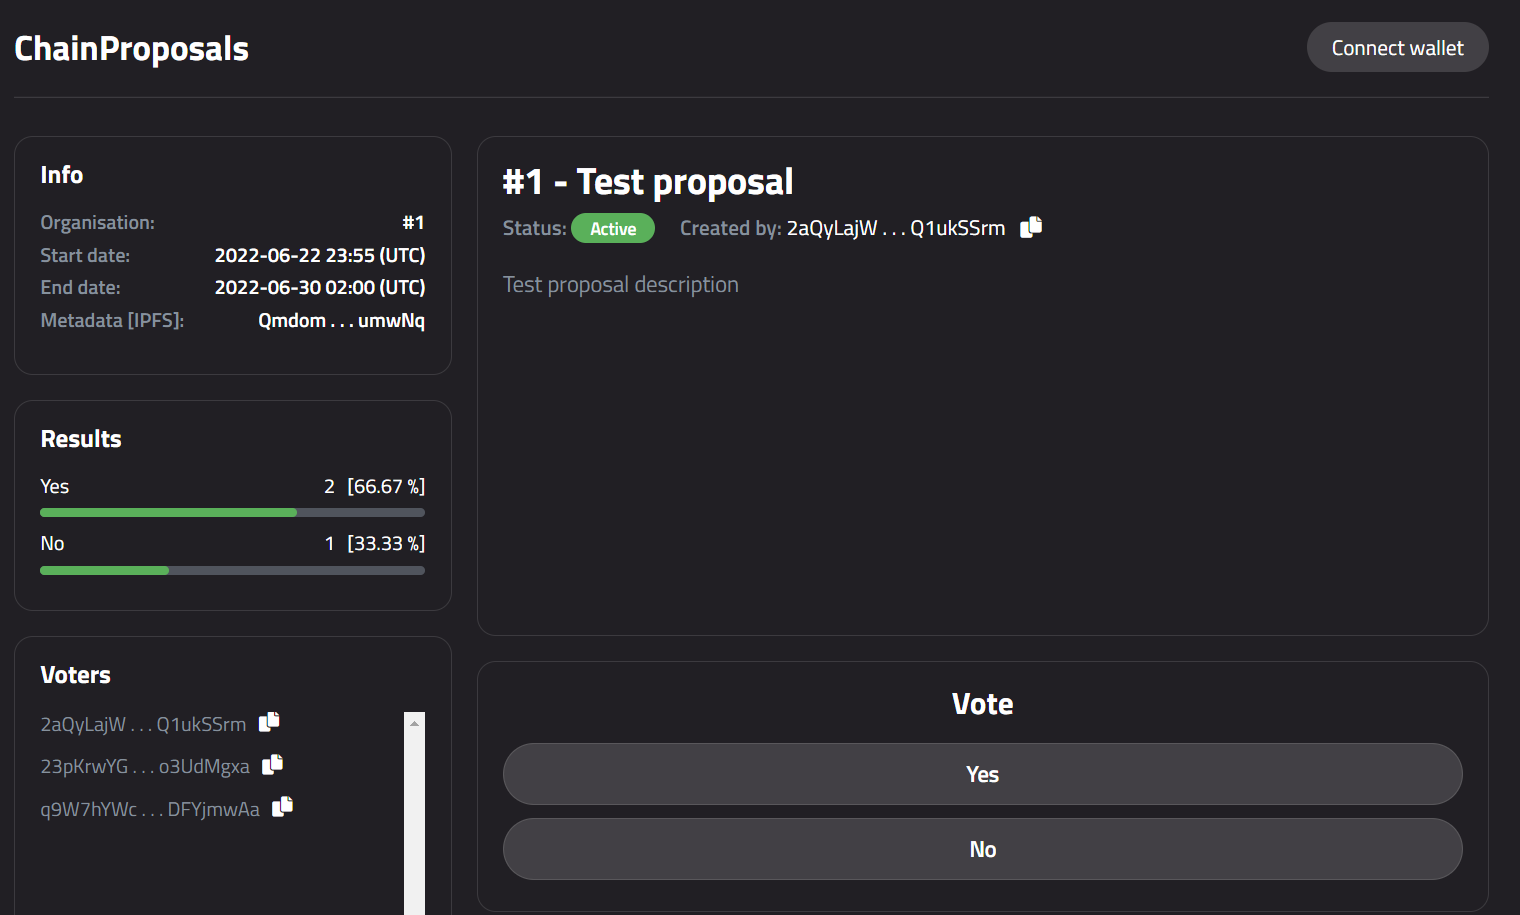 ChainProposals
Connect wallet
Info
Organisation: #1
Start date: 2022-06-22 23:55 (UTC)
End date: 2022-06-30 02:00 (UTC)
Metadata [IPFS]: Qmdom . . . umwNq
Results
Yes 2 [66.67 %]
No 1 [33.33 %]
Voters
2aQyLajW . . . Q1ukSSrm
23pKrwYG . . . o3UdMgxa
q9W7hYWc . . . DFYjmwAa
#1 - Test proposal
Status: Active Created by: 2aQyLajW . . . Q1ukSSrm
Test proposal description
Vote
Yes
No